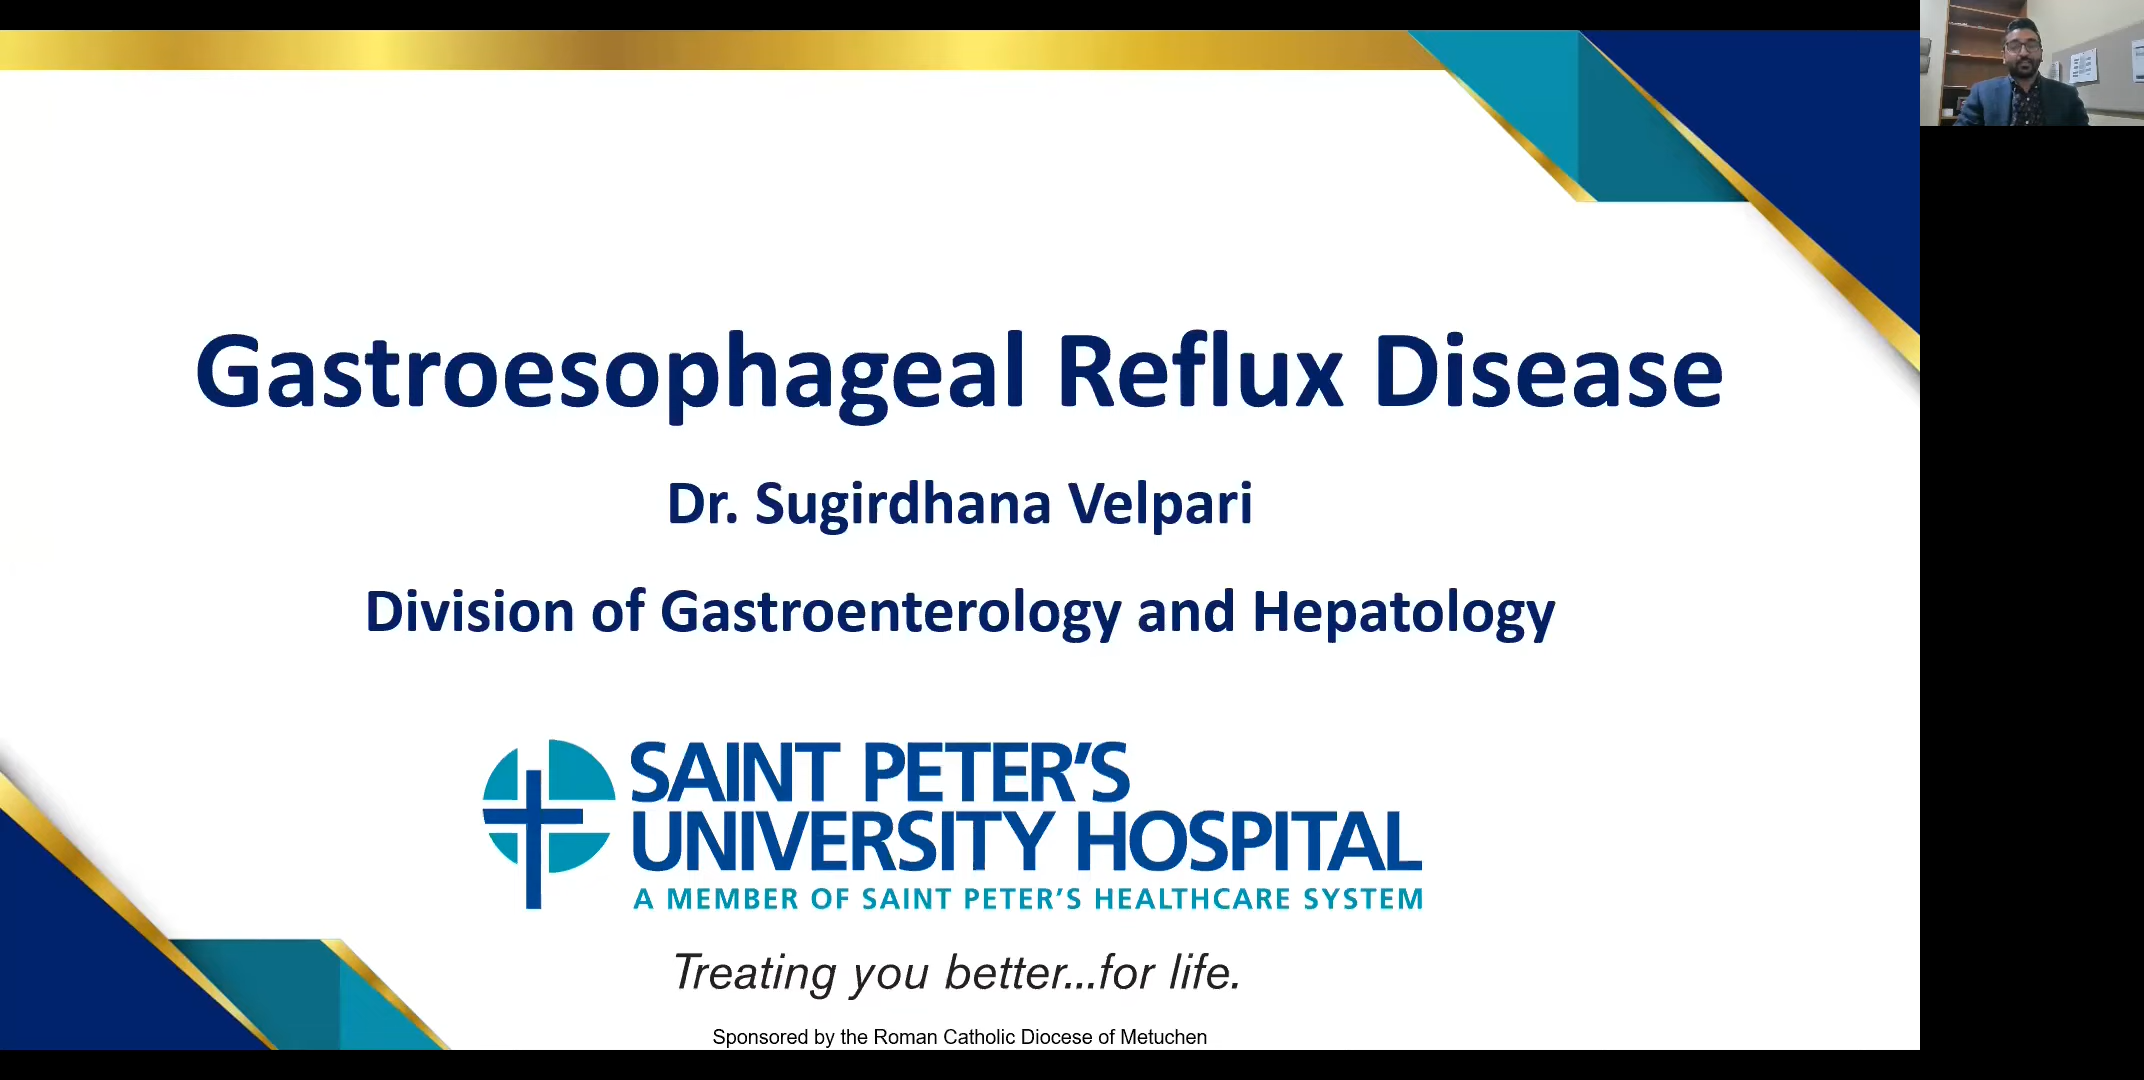 Gastroesophageal Reflux Disease
Dr. Sugirdhana Velpari
Division of Gastroenterology and Hepatology
SAINT PETER'S
UNIVERSITY HOSPITAL
A MEMBER OF SAINT PETER'S HEALTHCARE SYSTEM
Treating you better...for life.
Sponsored by the Roman Catholic Diocese of Metuchen